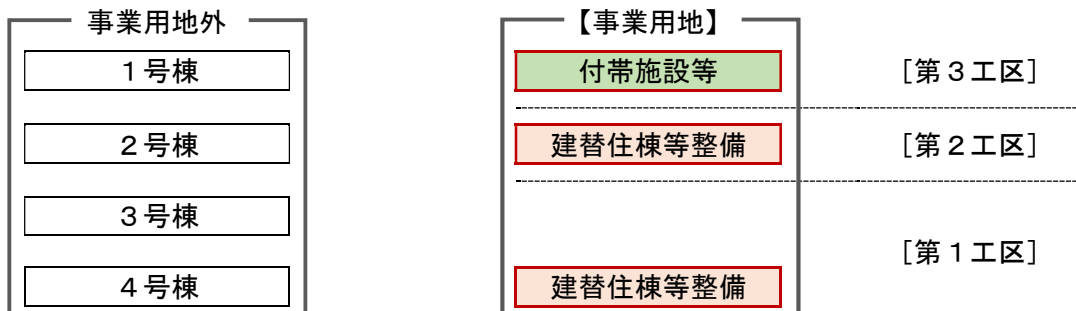 事業用地外
【事業用地】
１号棟
付帯施設等
［第３工区］
２号棟
建替住棟等整備
［第２工区］
３号棟
［第１工区］
４号棟
建替住棟等整備